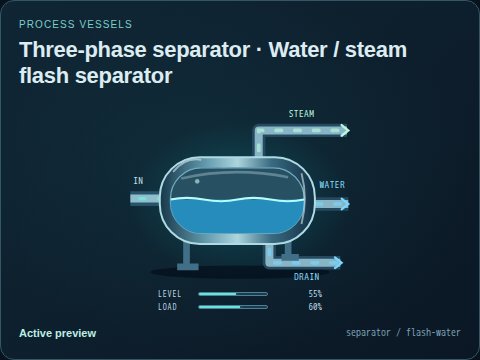 PROCESS VESSELS
Three-phase separator · Water / steam
flash separator
STEAM
IN
WATER
DRAIN
LEVEL 55%
LOAD 60%
Active preview
separator / flash-water